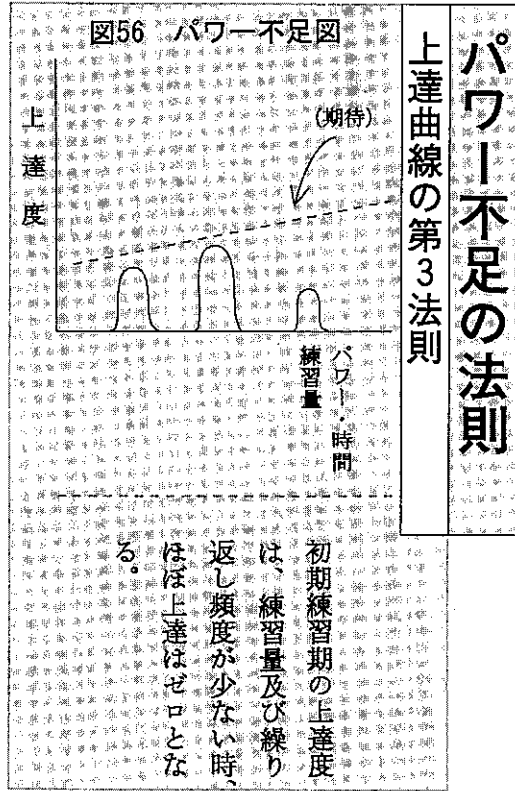 パワー不足の法則
上達曲線の第3法則
図56 パワー不足図
上達度
(期待)
パワー・時間
練習量
初期練習期の上達度
は、練習量及び繰り
返し頻度が少ない時、
ほぼ上達はゼロとな
る。